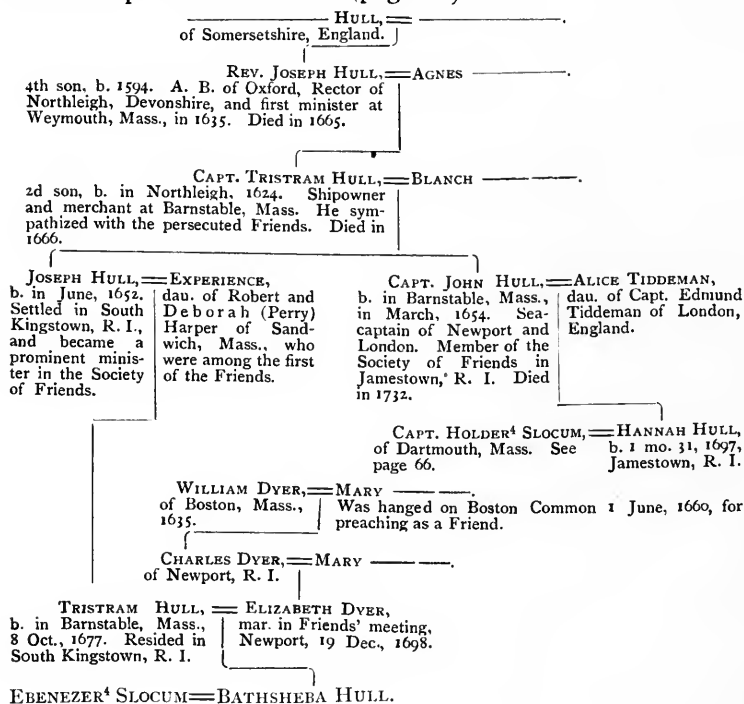 ——— HULL,
of Somersetshire, England.
REV. JOSEPH HULL,═AGNES ———.
4th son, b. 1594. A. B. of Oxford, Rector of
Northleigh, Devonshire, and first minister at
Weymouth, Mass., in 1635. Died in 1665.
CAPT. TRISTRAM HULL,═BLANCH ———.
2d son, b. in Northleigh, 1624. Shipowner
and merchant at Barnstable, Mass. He sym-
pathized with the persecuted Friends. Died in
1666.
JOSEPH HULL,═EXPERIENCE,
b. in June, 1652.
Settled in South
Kingstown, R. I.,
and became a
prominent minis-
ter in the Society
of Friends.
dau. of Robert and
Deborah (Perry)
Harper of Sand-
wich, Mass., who
were among the first
of the Friends.
CAPT. JOHN HULL,═ALICE TIDDEMAN,
b. in Barnstable, Mass.,
in March, 1654. Sea-
captain of Newport and
London. Member of the
Society of Friends in
Jamestown, R. I. Died
in 1732.
dau. of Capt. Edmund
Tiddeman of London,
England.
CAPT. HOLDER⁴ SLOCUM,═HANNAH HULL,
of Dartmouth, Mass. See
page 66.
b. 1 mo. 31, 1697,
Jamestown, R. I.
WILLIAM DYER,═MARY ———.
of Boston, Mass.,
1635.
Was hanged on Boston Common 1 June, 1660, for
preaching as a Friend.
CHARLES DYER,═MARY ———.
of Newport, R. I.
TRISTRAM HULL, ═ ELIZABETH DYER,
b. in Barnstable, Mass.,
8 Oct., 1677. Resided in
South Kingstown, R. I.
mar. in Friends' meeting,
Newport, 19 Dec., 1698.
EBENEZER⁴ SLOCUM═BATHSHEBA HULL.